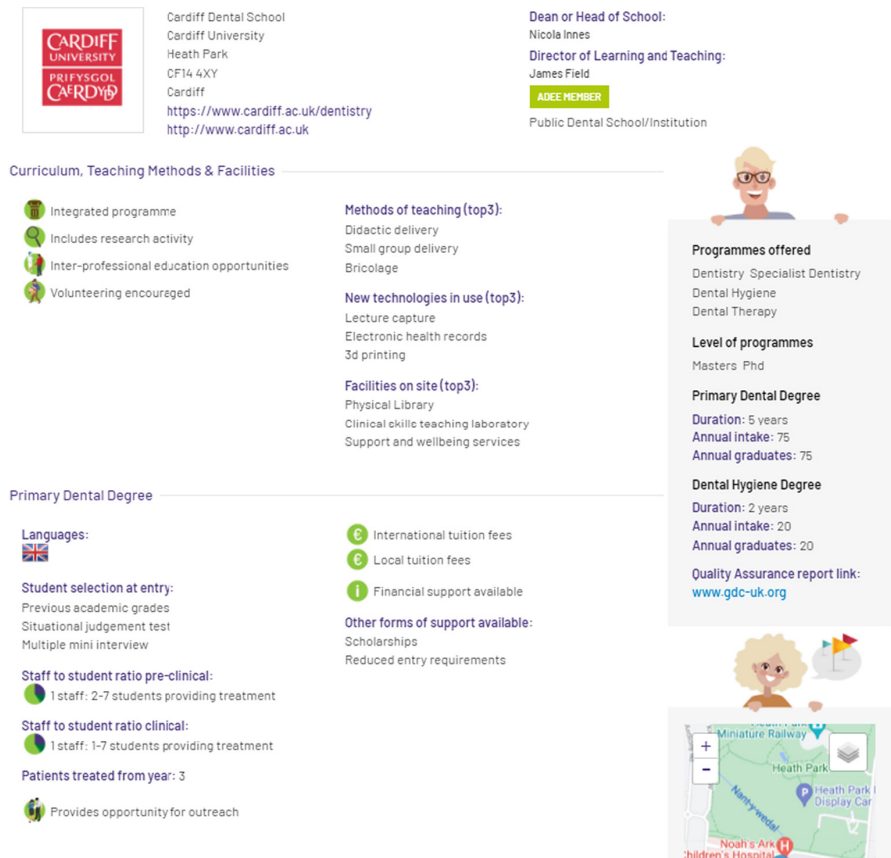 CARDIFF
UNIVERSITY
PRIFYSGOL
CAERDYDD
Cardiff Dental School
Cardiff University
Heath Park
CF14 4XY
Cardiff
https://www.cardiff.ac.uk/dentistry
http://www.cardiff.ac.uk
Dean or Head of School:
Nicola Innes
Director of Learning and Teaching:
James Field
ADEE MEMBER
Public Dental School/Institution
Curriculum, Teaching Methods & Facilities
Integrated programme
Includes research activity
Inter-professional education opportunities
Volunteering encouraged
Methods of teaching (top3):
Didactic delivery
Small group delivery
Bricolage
New technologies in use (top3):
Lecture capture
Electronic health records
3d printing
Facilities on site (top3):
Physical Library
Clinical skills teaching laboratory
Support and wellbeing services
Primary Dental Degree
Languages:
Student selection at entry:
Previous academic grades
Situational judgement test
Multiple mini interview
Staff to student ratio pre-clinical:
1 staff: 2-7 students providing treatment
Staff to student ratio clinical:
1 staff: 1-7 students providing treatment
Patients treated from year: 3
Provides opportunity for outreach
€ International tuition fees
€ Local tuition fees
i Financial support available
Other forms of support available:
Scholarships
Reduced entry requirements
Programmes offered
Dentistry Specialist Dentistry
Dental Hygiene
Dental Therapy
Level of programmes
Masters Phd
Primary Dental Degree
Duration: 5 years
Annual intake: 75
Annual graduates: 75
Dental Hygiene Degree
Duration: 2 years
Annual intake: 20
Annual graduates: 20
Quality Assurance report link:
www.gdc-uk.org
+
-
Heath Park
Miniature Railway
Heath Park
P
Heath Park
Display Car
Nant-y-wedal
Noah's Ark H
Children's Hospital